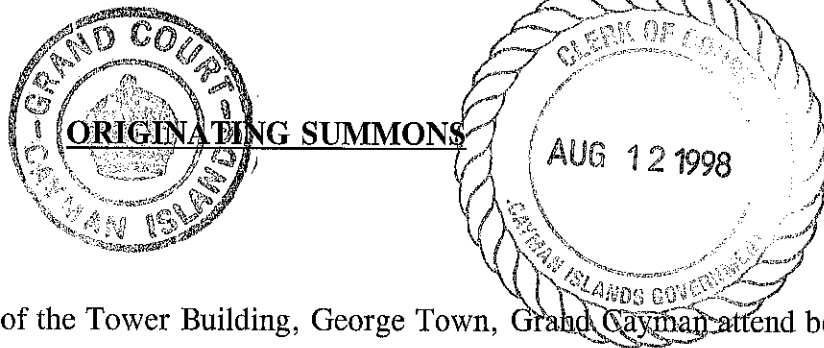 GRAND COURT
CAYMAN ISLANDS
ORIGINATING SUMMONS
CLERK OF COURT
AUG 12 1998
CAYMAN ISLANDS GOVERNMENT
of the Tower Building, George Town, Grand Cayman attend